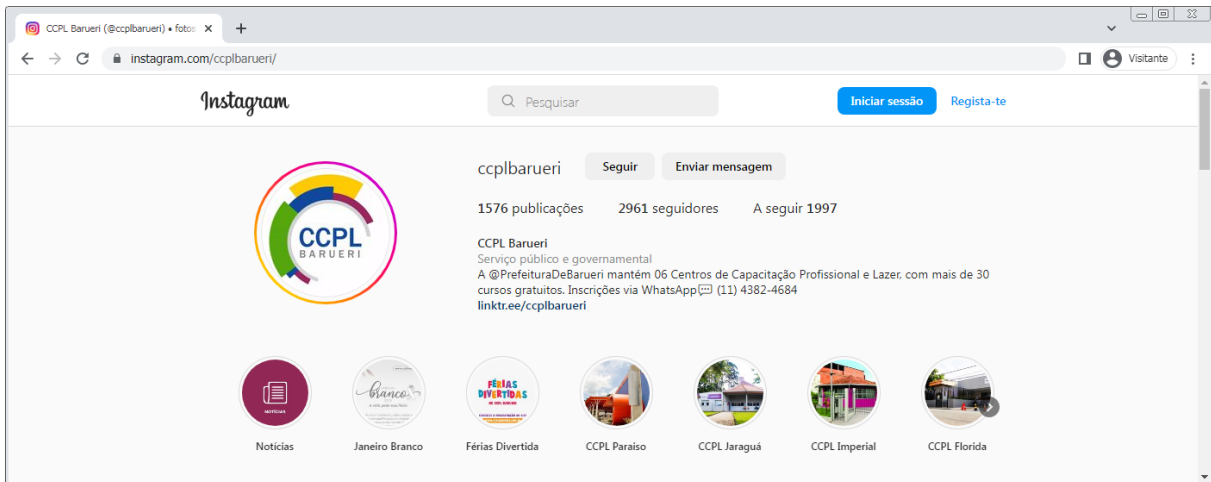 CCPL Barueri (@ccplbarueri) • fotos
instagram.com/ccplbarueri/
Visitante
Instagram
Pesquisar
Iniciar sessão
Regista-te
CCPL
BARUERI
ccplbarueri
Seguir
Enviar mensagem
1576 publicações
2961 seguidores
A seguir 1997
CCPL Barueri
Serviço público e governamental
A @PrefeituraDeBarueri mantém 06 Centros de Capacitação Profissional e Lazer, com mais de 30
cursos gratuitos. Inscrições via WhatsApp💬 (11) 4382-4684
linktr.ee/ccplbarueri
NOTÍCIAS
branco
FÉRIAS
DIVERTIDAS
Notícias
Janeiro Branco
Férias Divertida
CCPL Paraiso
CCPL Jaraguá
CCPL Imperial
CCPL Florida